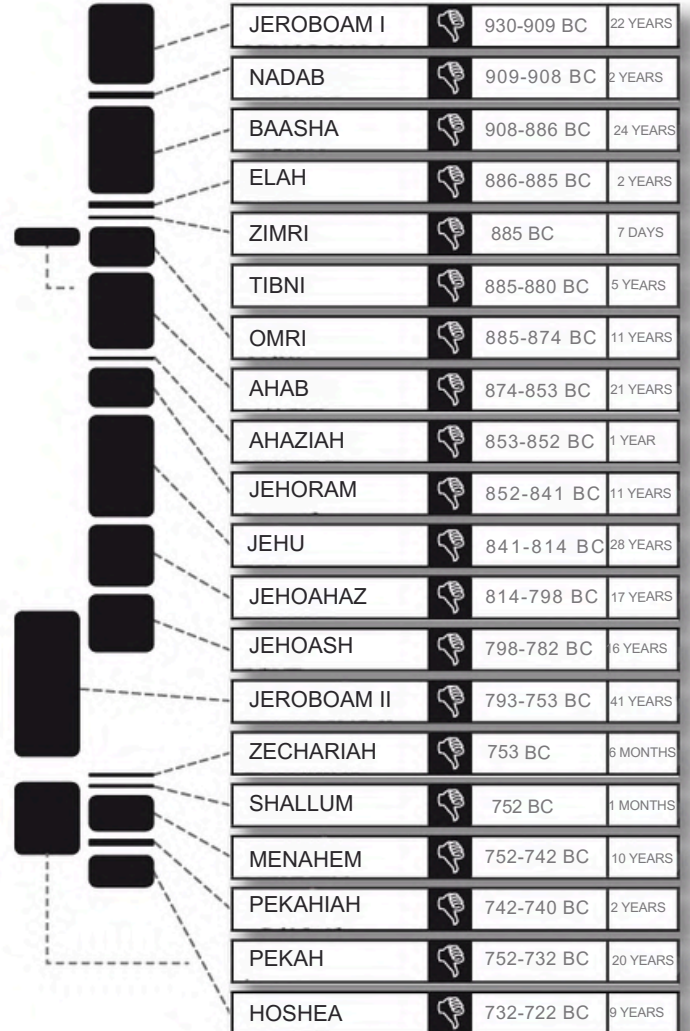 JEROBOAM I 930-909 BC 22 YEARS
NADAB 909-908 BC 2 YEARS
BAASHA 908-886 BC 24 YEARS
ELAH 886-885 BC 2 YEARS
ZIMRI 885 BC 7 DAYS
TIBNI 885-880 BC 5 YEARS
OMRI 885-874 BC 11 YEARS
AHAB 874-853 BC 21 YEARS
AHAZIAH 853-852 BC 1 YEAR
JEHORAM 852-841 BC 11 YEARS
JEHU 841-814 BC 28 YEARS
JEHOAHAZ 814-798 BC 17 YEARS
JEHOASH 798-782 BC 16 YEARS
JEROBOAM II 793-753 BC 41 YEARS
ZECHARIAH 753 BC 6 MONTHS
SHALLUM 752 BC 1 MONTHS
MENAHEM 752-742 BC 10 YEARS
PEKAHIAH 742-740 BC 2 YEARS
PEKAH 752-732 BC 20 YEARS
HOSHEA 732-722 BC 9 YEARS